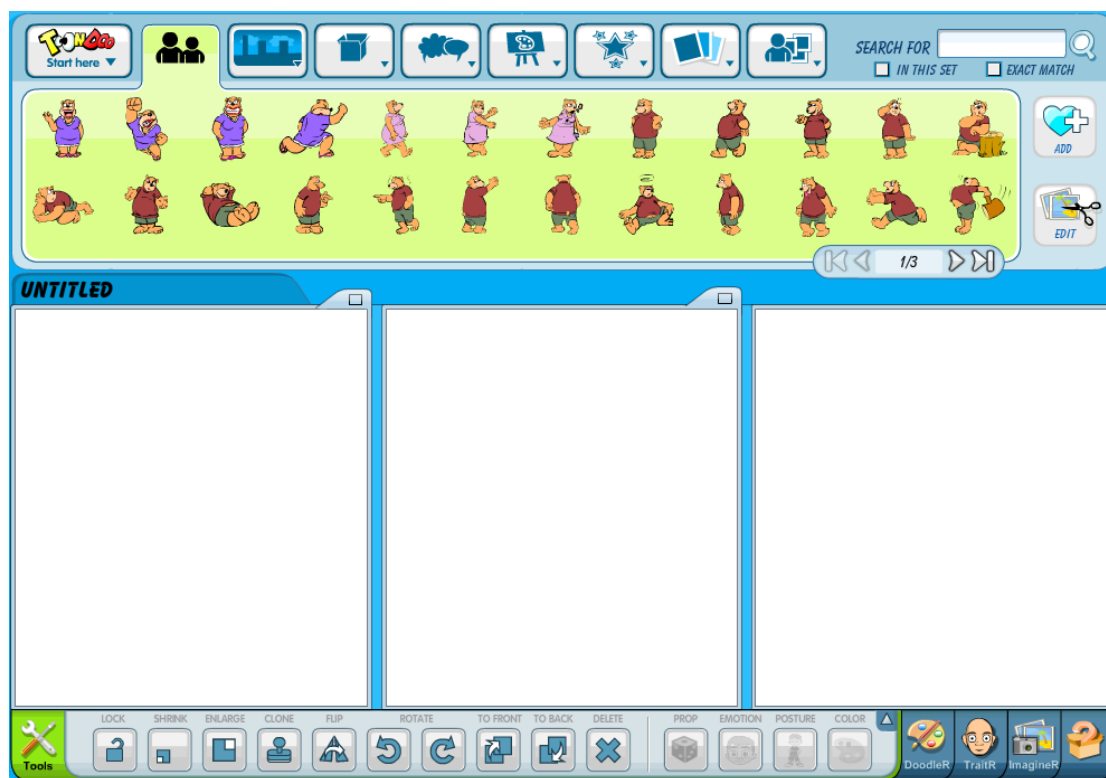 TOONDOO
Start here
SEARCH FOR
IN THIS SET
EXACT MATCH
ADD
EDIT
1/3
UNTITLED
LOCK
SHRINK
ENLARGE
CLONE
FLIP
ROTATE
TO FRONT
TO BACK
DELETE
PROP
EMOTION
POSTURE
COLOR
Tools
DoodleR
TraitR
ImagineR